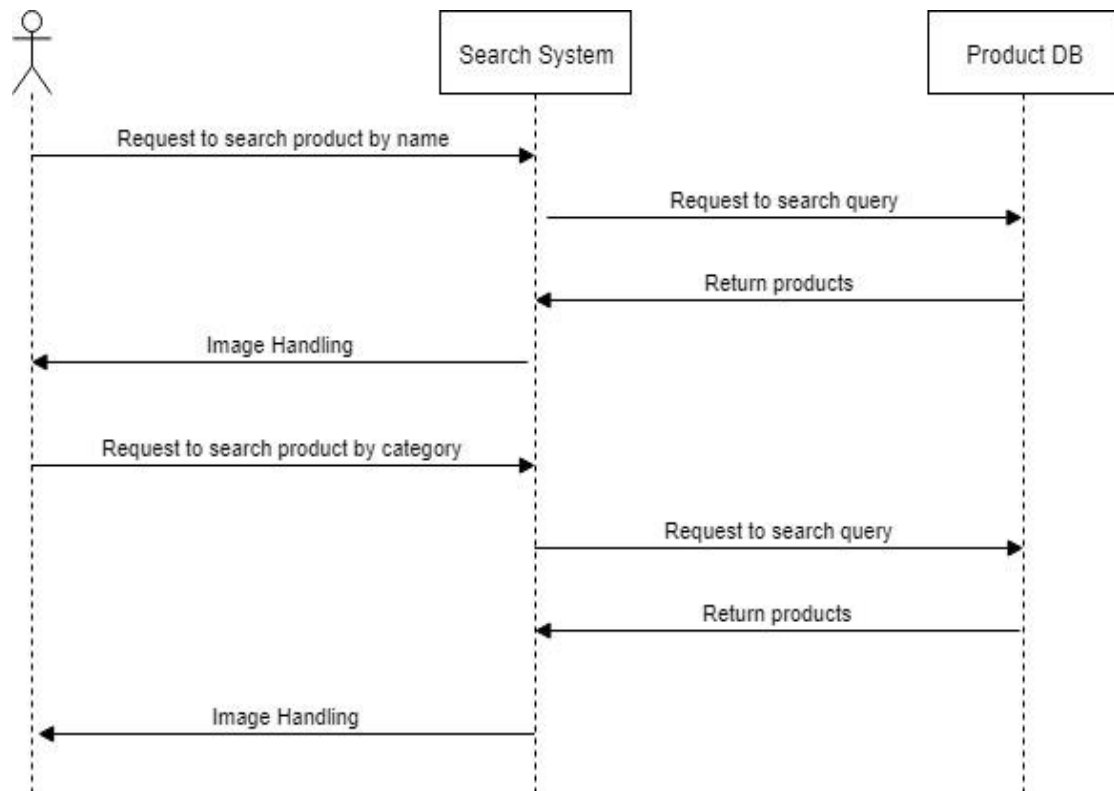 Search System
Product DB
Request to search product by name
Request to search query
Return products
Image Handling
Request to search product by category
Request to search query
Return products
Image Handling